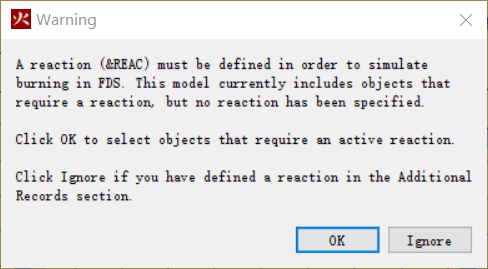 火 Warning
A reaction (&REAC) must be defined in order to simulate
burning in FDS. This model currently includes objects that
require a reaction, but no reaction has been specified.
Click OK to select objects that require an active reaction.
Click Ignore if you have defined a reaction in the Additional
Records section.
OK Ignore